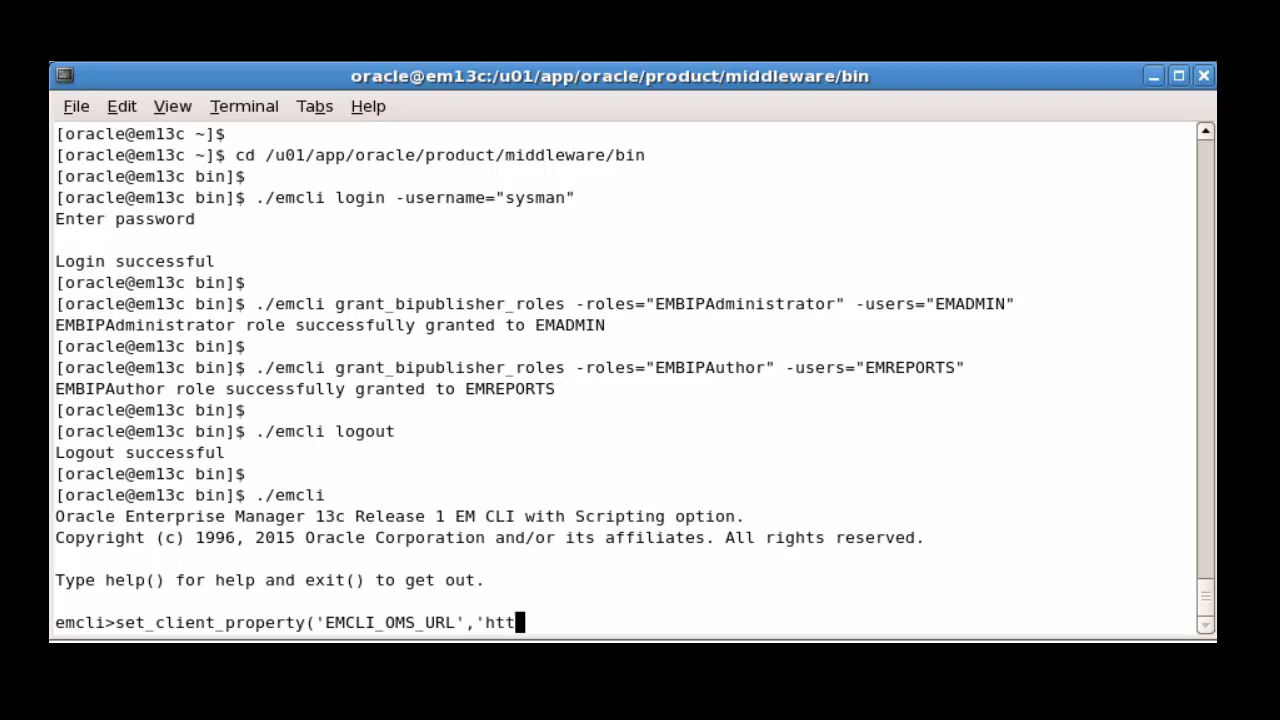 oracle@em13c:/u01/app/oracle/product/middleware/bin
File Edit View Terminal Tabs Help
[oracle@em13c ~]$
[oracle@em13c ~]$ cd /u01/app/oracle/product/middleware/bin
[oracle@em13c bin]$
[oracle@em13c bin]$ ./emcli login -username="sysman"
Enter password
Login successful
[oracle@em13c bin]$
[oracle@em13c bin]$ ./emcli grant_bipublisher_roles -roles="EMBIPAdministrator" -users="EMADMIN"
EMBIPAdministrator role successfully granted to EMADMIN
[oracle@em13c bin]$
[oracle@em13c bin]$ ./emcli grant_bipublisher_roles -roles="EMBIPAuthor" -users="EMREPORTS"
EMBIPAuthor role successfully granted to EMREPORTS
[oracle@em13c bin]$
[oracle@em13c bin]$ ./emcli logout
Logout successful
[oracle@em13c bin]$
[oracle@em13c bin]$ ./emcli
Oracle Enterprise Manager 13c Release 1 EM CLI with Scripting option.
Copyright (c) 1996, 2015 Oracle Corporation and/or its affiliates. All rights reserved.
Type help() for help and exit() to get out.
emcli>set_client_property('EMCLI_OMS_URL','htt